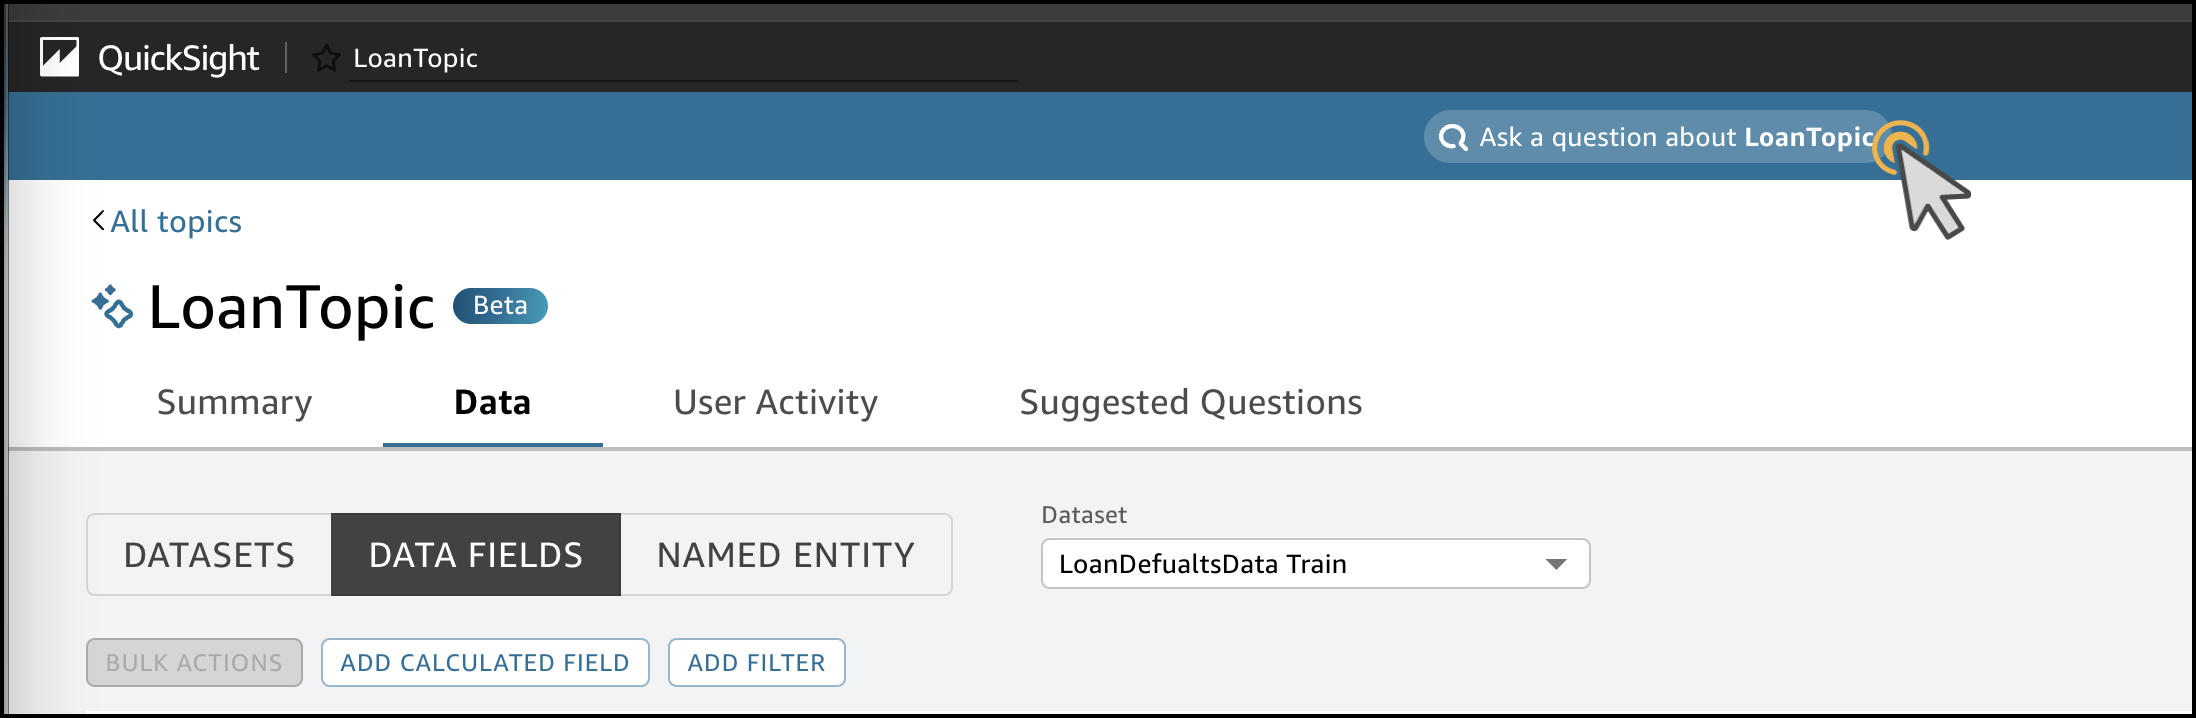 QuickSight LoanTopic
Ask a question about LoanTopic
All topics
LoanTopic Beta
Summary Data User Activity Suggested Questions
Dataset
DATASETS DATA FIELDS NAMED ENTITY LoanDefualtsData Train
BULK ACTIONS ADD CALCULATED FIELD ADD FILTER